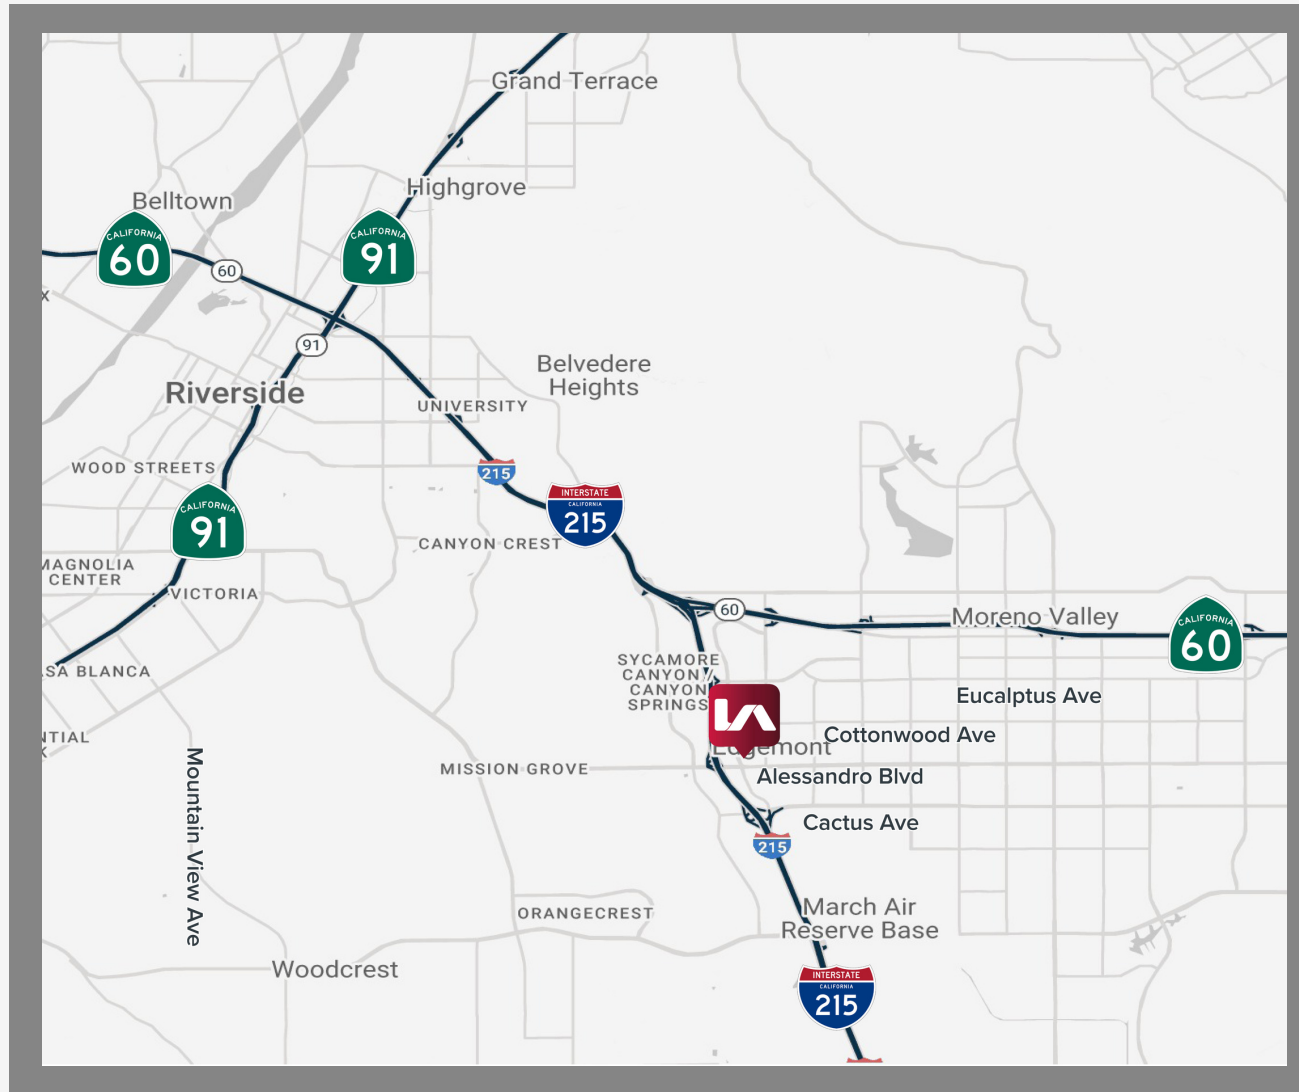 Grand Terrace
Highgrove
Belltown
CALIFORNIA
60
CALIFORNIA
91
60
X
91
Belvedere
Heights
Riverside
UNIVERSITY
WOOD STREETS
215
INTERSTATE
CALIFORNIA
215
CALIFORNIA
91
CANYON CREST
MAGNOLIA
CENTER
VICTORIA
60
Moreno Valley
CALIFORNIA
60
SYCAMORE
CANYON/
CANYON
SPRINGS
ASA BLANCA
Eucalptus Ave
NTIAL
K
Cottonwood Ave
Edgemont
MISSION GROVE
Alessandro Blvd
Mountain View Ave
Cactus Ave
215
March Air
Reserve Base
ORANGECREST
Woodcrest
INTERSTATE
CALIFORNIA
215